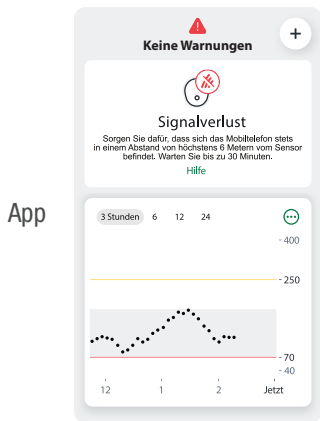 Keine Warnungen
+
Signalverlust
Sorgen Sie dafür, dass sich das Mobiltelefon stets
in einem Abstand von höchstens 6 Metern vom Sensor
befindet. Warten Sie bis zu 30 Minuten.
Hilfe
App
3 Stunden 6 12 24
400
250
70
40
12 1 2 Jetzt